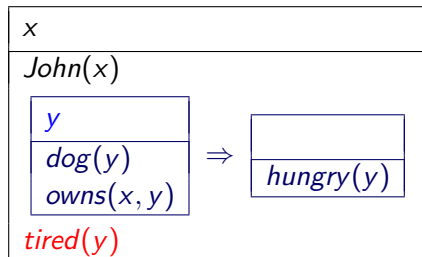 x
John(x)
y
dog(y) ⇒
owns(x, y) hungry(y)
tired(y)